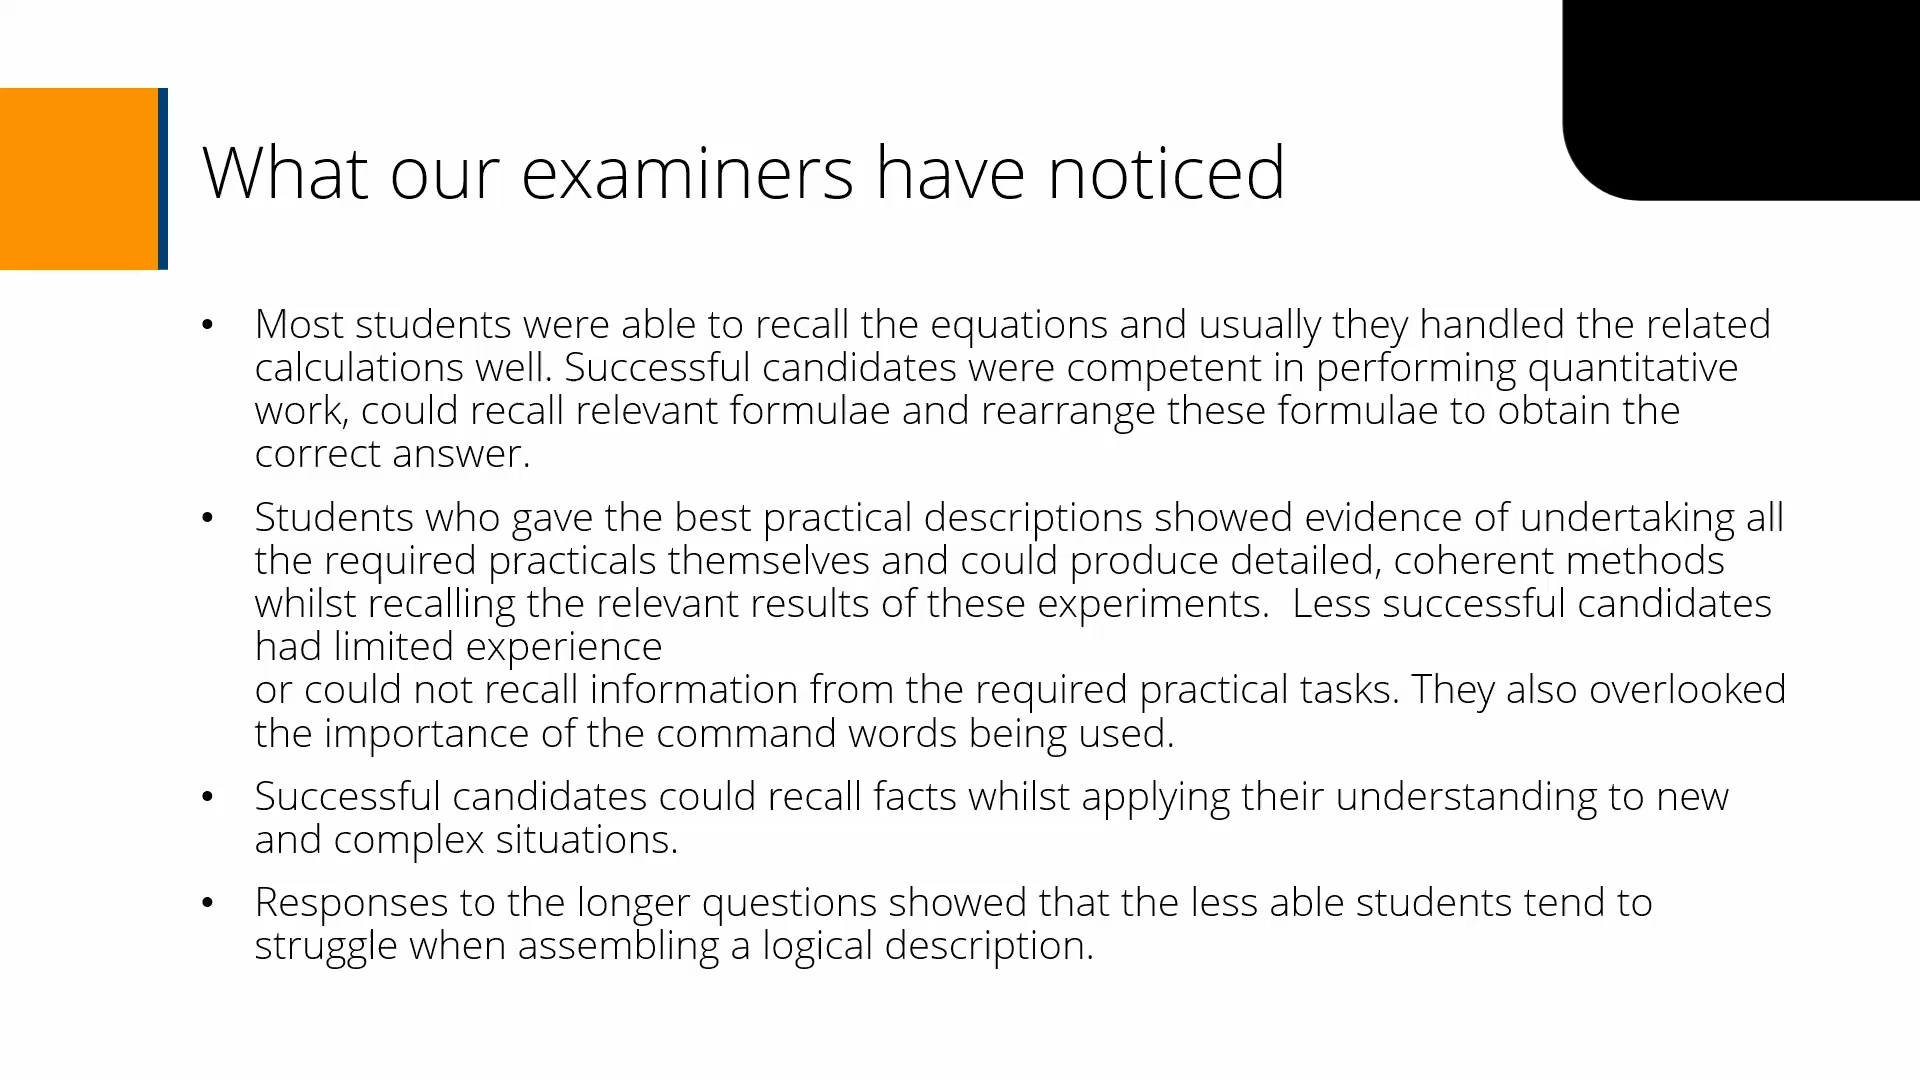 What our examiners have noticed
• Most students were able to recall the equations and usually they handled the related
calculations well. Successful candidates were competent in performing quantitative
work, could recall relevant formulae and rearrange these formulae to obtain the
correct answer.
• Students who gave the best practical descriptions showed evidence of undertaking all
the required practicals themselves and could produce detailed, coherent methods
whilst recalling the relevant results of these experiments.  Less successful candidates
had limited experience
or could not recall information from the required practical tasks. They also overlooked
the importance of the command words being used.
• Successful candidates could recall facts whilst applying their understanding to new
and complex situations.
• Responses to the longer questions showed that the less able students tend to
struggle when assembling a logical description.